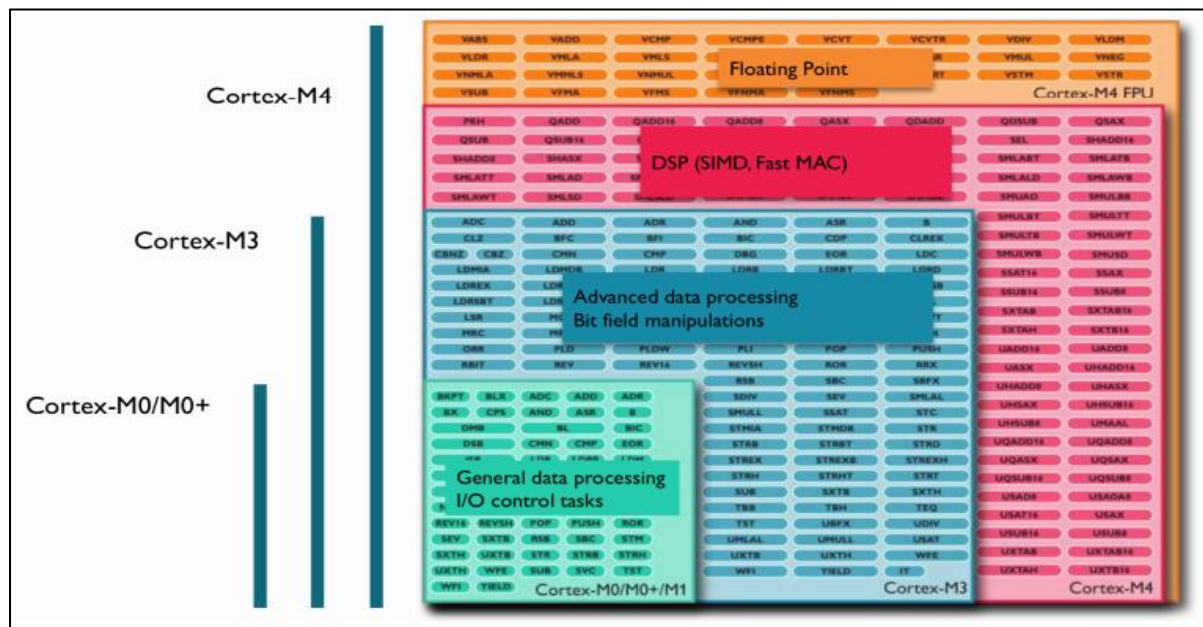 Cortex-M4
Cortex-M3
Cortex-M0/M0+
VABS VADD VCMP VCMPE VCVT VCVTR VDIV VLDM
VLDR VMLA VMLS VMUL VNEG
VNMLA VMMLS VNMUL VSTM VSTR
VSUB VFMA VFMS VFNMA VFNMS
Floating Point
Cortex-M4 FPU
PKH QADD QADD16 QADD8 QASX QDADD QDSUB QSAX
QSUB QSUB16 SEL SHADD16
SHADD8 SHASX SMLABT SMLATB
SMLATT SMLAD SMLALD SMLAWB
SMLAWT SMLSD SMUAD SMULBB
DSP (SIMD, Fast MAC)
ADC ADD ADR AND ASR B SMULBT SMULTT
CLZ BFC BFI BIC CDP CLREX SMULTB SMULWT
CBNZ CBZ CMN CMP DBG EOR LDC SMULWB SMUSD
LDMIA LDMDB LDR LDRB LDRBT LDRD SSAT16 SSAX
LDREX SSUB16 SSUB8
LDRSBT SXTAB SXTAB16
LSR SXTAH SXTB16
MRC
ORR PLD PLDW PLI POP PUSH UADD16 UADD8
RBIT REV REV16 REVSH ROR RRX UASX UHADD16
Advanced data processing
Bit field manipulations
RSB SBC SBFX UHADD8 UHASX
BKPT BLX ADC ADD ADR SDIV SEV SMLAL UHSAX UHSUB16
BX CPS AND ASR B SMULL SSAT STC UHSUB8 UMAAL
DMB BL BIC STMIA STMDB STR
DSB CMN CMP EOR STRB STRBT STRD UQADD16 UQADD8
ISB LDR LDRB LDM STREX STREXB STREXH UQASX UQSAX
General data processing
I/O control tasks
STRH STRHT STRT UQSUB16 UQSUB8
SUB SXTB SXTH USAD8 USADA8
TBB TBH TEQ USAT16 USAX
REV16 REVSH POP PUSH ROR TST UBFX UDIV USUB16 USUB8
SEV SXTB RSB SBC STM UMLAL UMULL USAT
SXTH UXTB STR STRB STRH UXTB UXTH WFE UXTAB UXTAB16
UXTH WFE SUB SVC TST WFI YIELD IT UXTAH UXTB16
WFI YIELD Cortex-M0/M0+/M1 Cortex-M3 Cortex-M4